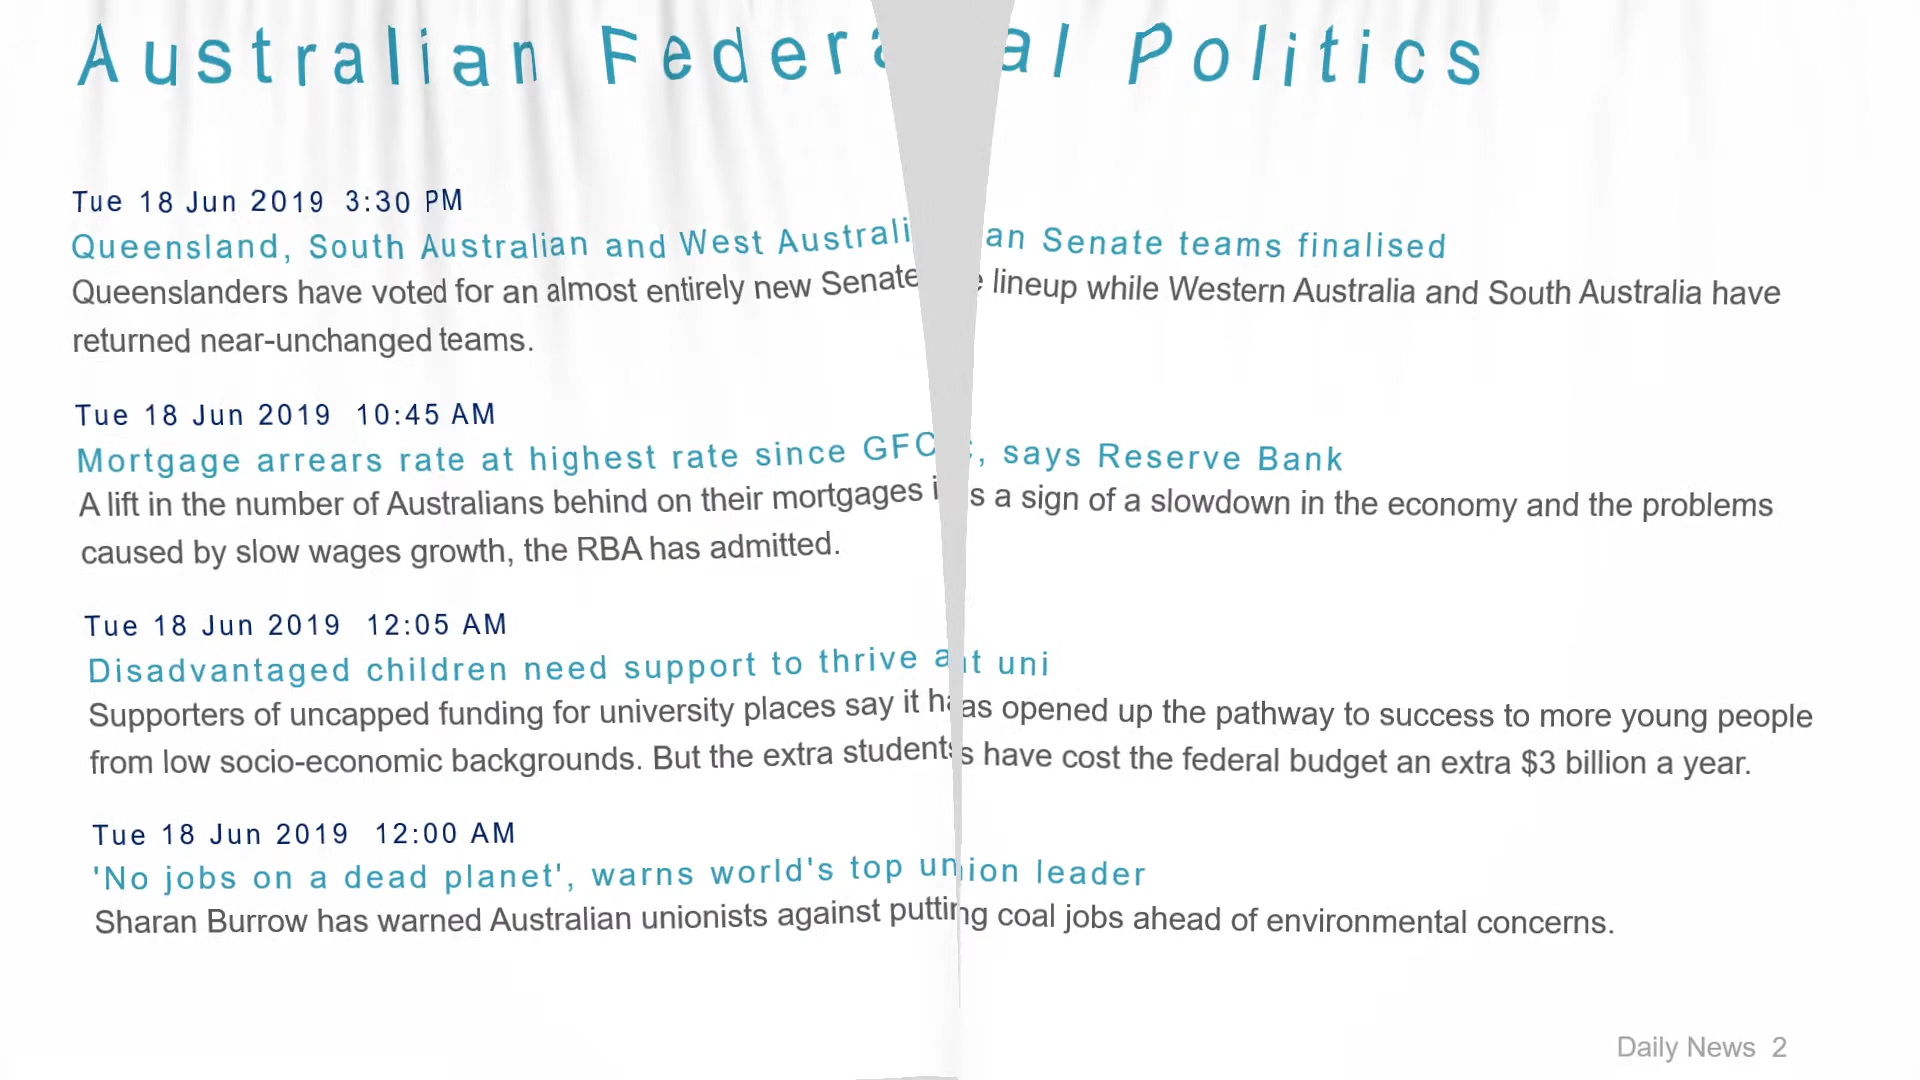 Australian Federal Politics
Tue 18 Jun 2019 3:30 PM
Queensland, South Australian and West Australian Senate teams finalised
Queenslanders have voted for an almost entirely new Senate lineup while Western Australia and South Australia have
returned near-unchanged teams.
Tue 18 Jun 2019 10:45 AM
Mortgage arrears rate at highest rate since GFC, says Reserve Bank
A lift in the number of Australians behind on their mortgages is a sign of a slowdown in the economy and the problems
caused by slow wages growth, the RBA has admitted.
Tue 18 Jun 2019 12:05 AM
Disadvantaged children need support to thrive at uni
Supporters of uncapped funding for university places say it has opened up the pathway to success to more young people
from low socio-economic backgrounds. But the extra students have cost the federal budget an extra $3 billion a year.
Tue 18 Jun 2019 12:00 AM
'No jobs on a dead planet', warns world's top union leader
Sharan Burrow has warned Australian unionists against putting coal jobs ahead of environmental concerns.
Daily News 2